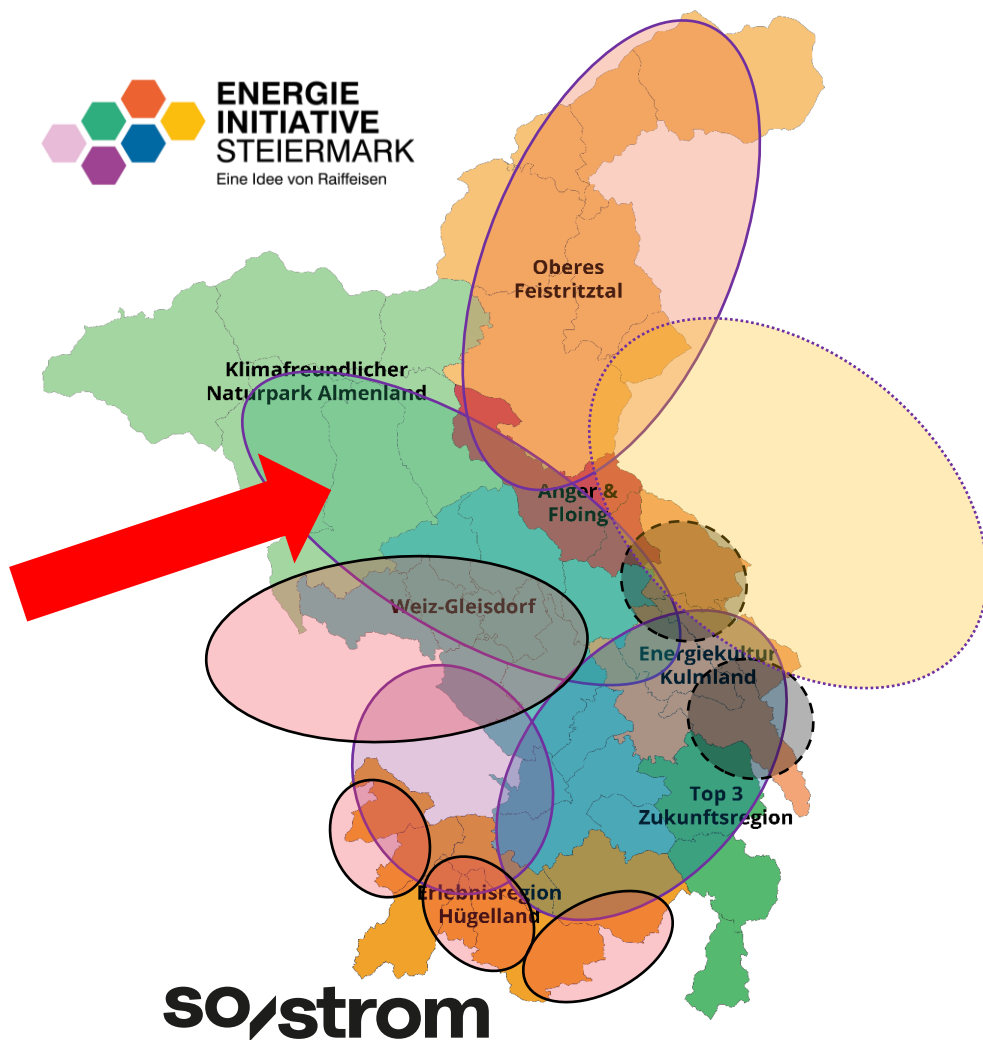 ENERGIE
INITIATIVE
STEIERMARK
Eine Idee von Raiffeisen
Oberes
Feistritztal
Klimafreundlicher
Naturpark Almenland
Anger &
Floing
Weiz-Gleisdorf
Energiekultur
Kulmland
Top 3
Zukunftsregion
Erlebnisregion
Hügelland
so/strom